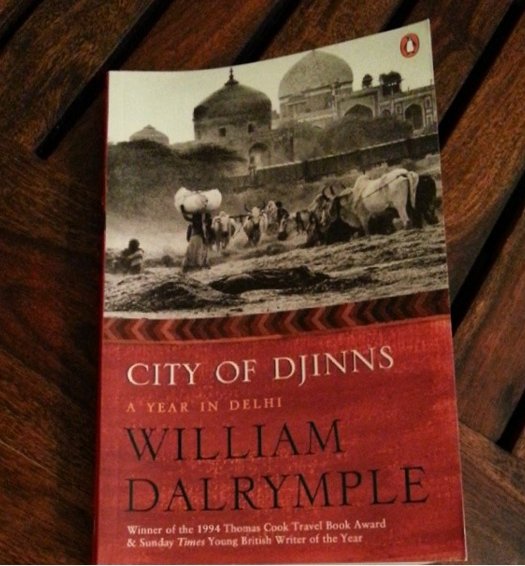 CITY OF DJINNS
A YEAR IN DELHI
WILLIAM
DALRYMPLE
Winner of the 1994 Thomas Cook Travel Book Award
& Sunday Times Young British Writer of the Year